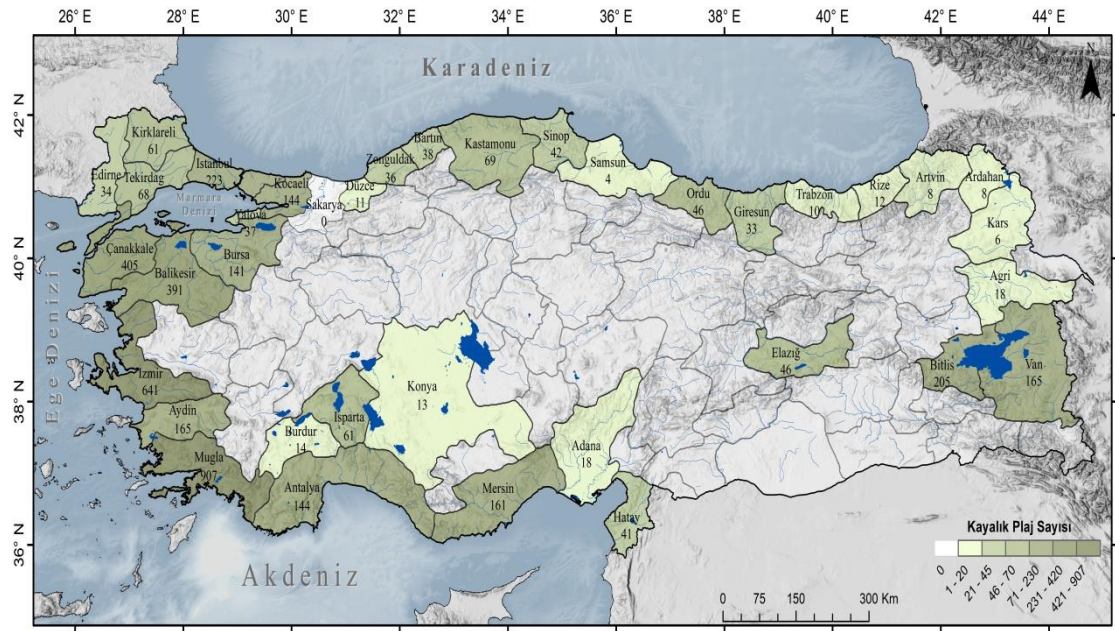 26° E 28° E 30° E 32° E 34° E 36° E 38° E 40° E 42° E 44° E
42° N
40° N
38° N
36° N
42° N
40° N
38° N
36° N
N
Karadeniz
Marmara
Denizi
Ege Denizi
Akdeniz
Kirklareli
61
Edirne
34
Tekirdag
68
Istanbul
223
Kocaeli
144
Yalova
37
Sakarya
0
Düzce
11
Zonguldak
36
Bartın
38
Kastamonu
69
Sinop
42
Samsun
4
Ordu
46
Giresun
33
Trabzon
Rize
12
Artvin
8
Ardahan
8
Kars
6
Agri
18
Çanakkale
405
Balikesir
391
Bursa
141
Izmir
641
Aydin
165
Mugla
907
Burdur
14
Isparta
61
Antalya
144
Konya
13
Mersin
161
Adana
18
Hatay
41
Elazığ
46
Bitlis
205
Van
165
Kayalık Plaj Sayısı
0
1 - 20
21 - 45
46 - 70
71 - 230
231 - 420
421 - 907
0 75 150 300 Km